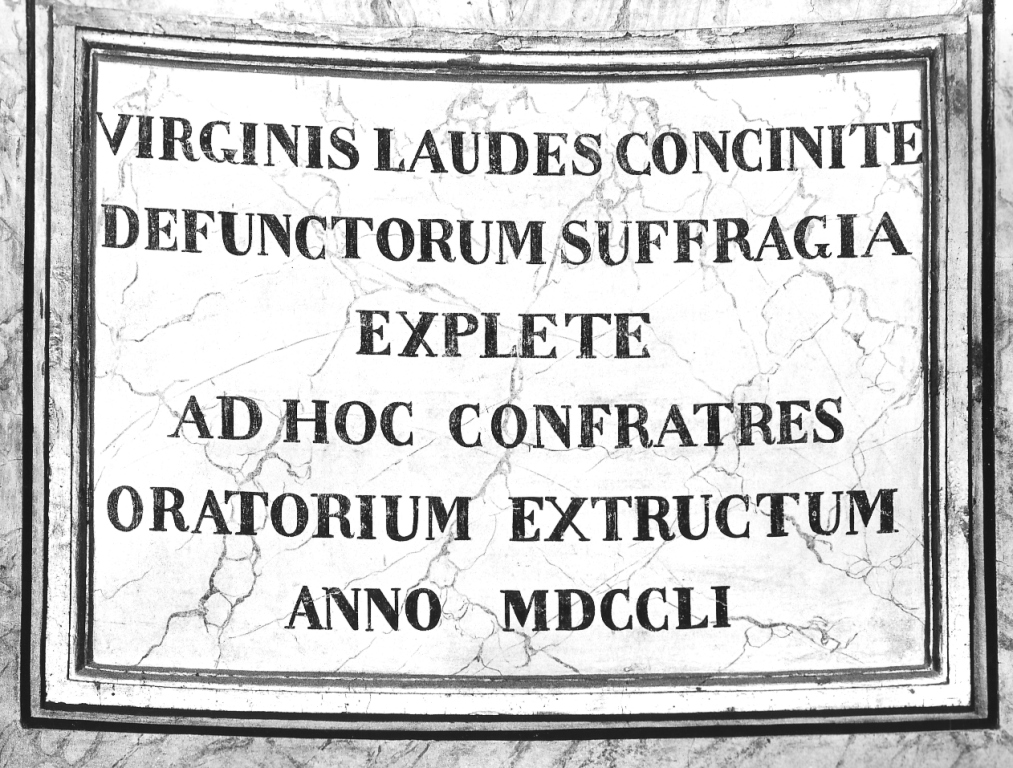 VIRGINIS LAUDES CONCINITE
DEFUNCTORUM SUFFRAGIA
EXPLETE
AD HOC CONFRATRES
ORATORIUM EXTRUCTUM
ANNO MDCCLI